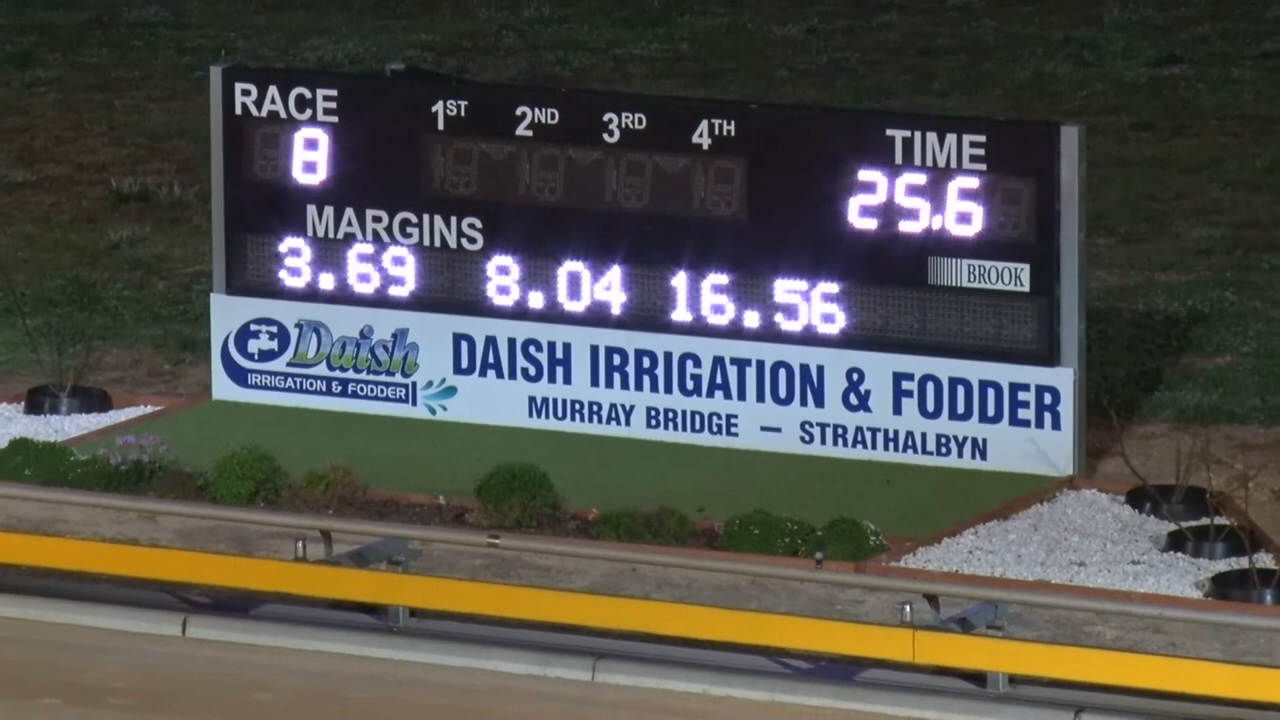 RACE 1ST 2ND 3RD 4TH TIME
8 25.6
MARGINS
3.69 8.04 16.56
BROOK
Daish
IRRIGATION & FODDER
DAISH IRRIGATION & FODDER
MURRAY BRIDGE – STRATHALBYN